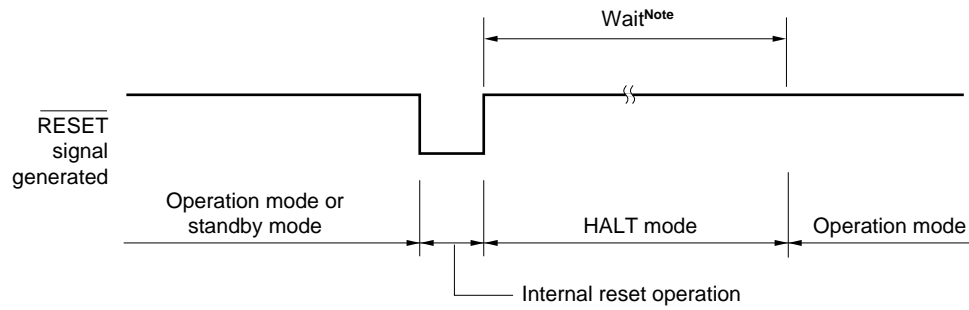 Wait^Note
RESET
signal
generated
Operation mode or
standby mode
HALT mode
Operation mode
Internal reset operation